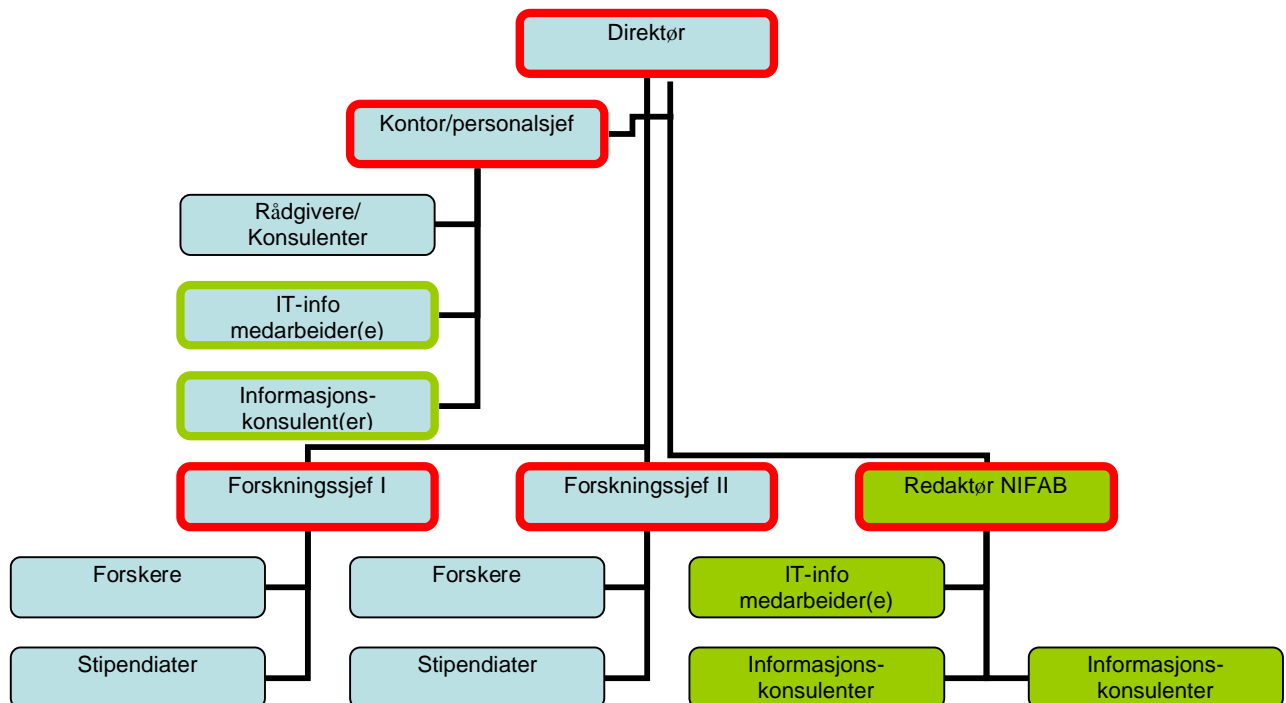 Direktør
Kontor/personalsjef
Rådgivere/
Konsulenter
IT-info
medarbeider(e)
Informasjons-
konsulent(er)
Forskningssjef I
Forskningssjef II
Redaktør NIFAB
Forskere
Forskere
IT-info
medarbeider(e)
Stipendiater
Stipendiater
Informasjons-
konsulenter
Informasjons-
konsulenter